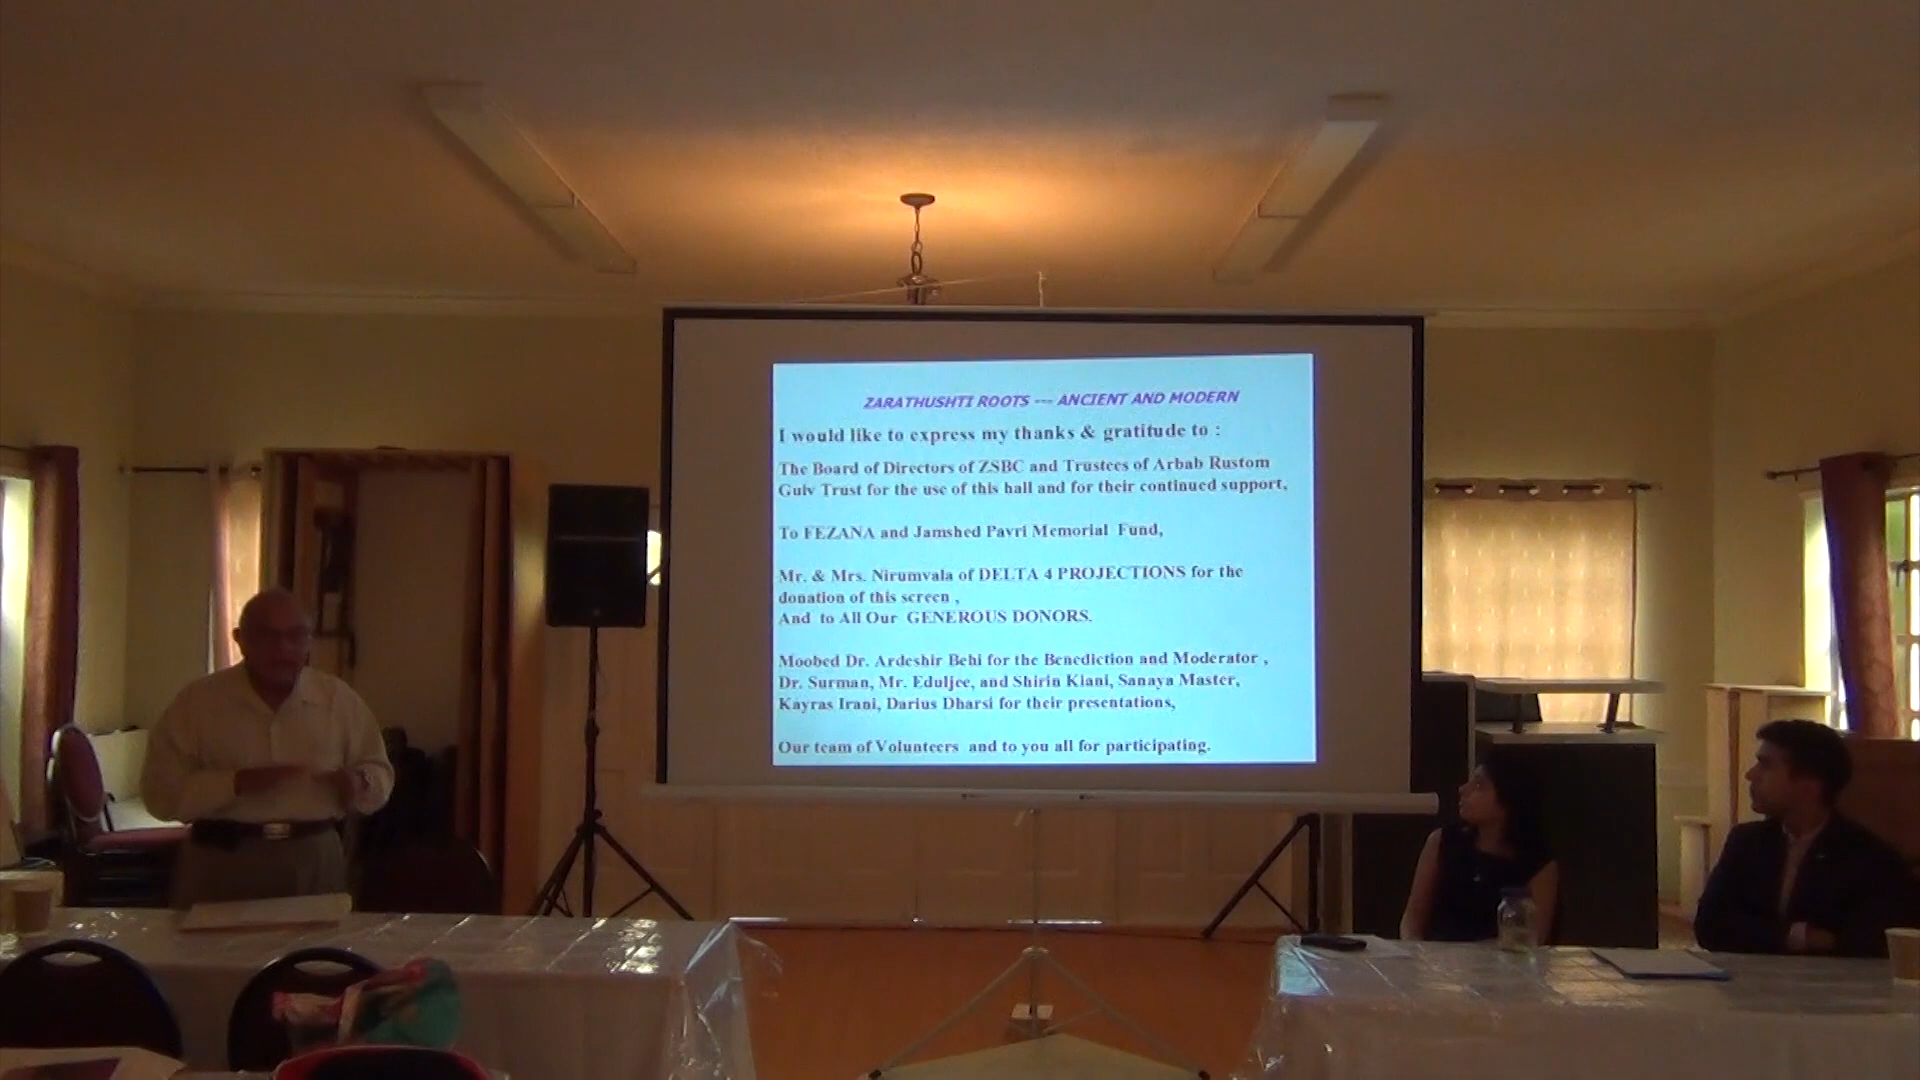 ZARATHUSHTI ROOTS --- ANCIENT AND MODERN
I would like to express my thanks & gratitude to :
The Board of Directors of ZSBC and Trustees of Arbab Rustom
Guiv Trust for the use of this hall and for their continued support,
To FEZANA and Jamshed Pavri Memorial Fund,
Mr. & Mrs. Nirumvala of DELTA 4 PROJECTIONS for the
donation of this screen ,
And to All Our GENEROUS DONORS.
Moobed Dr. Ardeshir Behi for the Benediction and Moderator ,
Dr. Surman, Mr. Eduljee, and Shirin Kiani, Sanaya Master,
Kayras Irani, Darius Dharsi for their presentations,
Our team of Volunteers and to you all for participating.